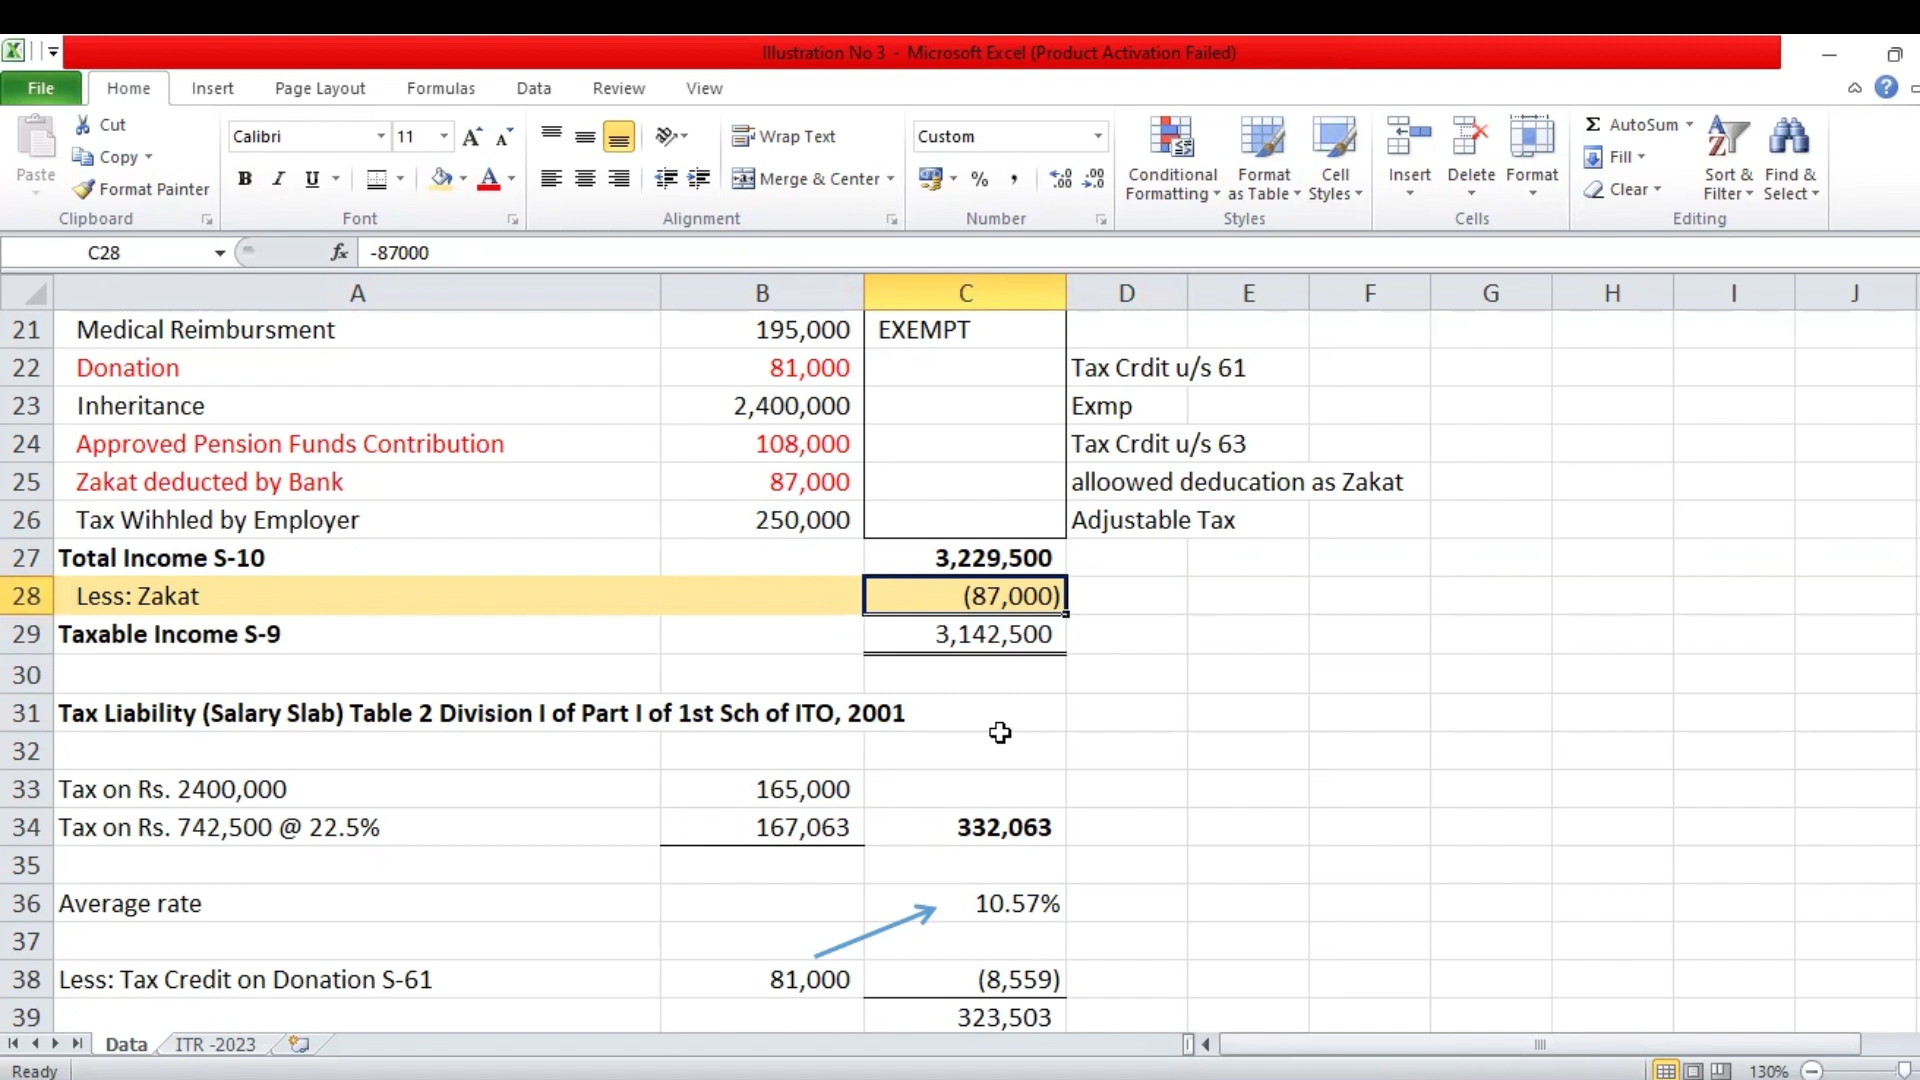 Illustration No 3 - Microsoft Excel (Product Activation Failed)
File Home Insert Page Layout Formulas Data Review View
Paste Cut Copy Format Painter Clipboard
Calibri 11 Font
Wrap Text Merge & Center Alignment
Custom % , Number
Conditional Formatting Format as Table Cell Styles Styles
Insert Delete Format Cells
Σ AutoSum Fill Clear Sort & Filter Find & Select Editing
C28 fx -87000
A B C D E F G H I J
21 Medical Reimbursment 195,000 EXEMPT
22 Donation 81,000 Tax Crdit u/s 61
23 Inheritance 2,400,000 Exmp
24 Approved Pension Funds Contribution 108,000 Tax Crdit u/s 63
25 Zakat deducted by Bank 87,000 alloowed deducation as Zakat
26 Tax Wihhled by Employer 250,000 Adjustable Tax
27 Total Income S-10 3,229,500
28 Less: Zakat (87,000)
29 Taxable Income S-9 3,142,500
30
31 Tax Liability (Salary Slab) Table 2 Division I of Part I of 1st Sch of ITO, 2001
32
33 Tax on Rs. 2400,000 165,000
34 Tax on Rs. 742,500 @ 22.5% 167,063 332,063
35
36 Average rate 10.57%
37
38 Less: Tax Credit on Donation S-61 81,000 (8,559)
39 323,503
Data ITR -2023
Ready 130%